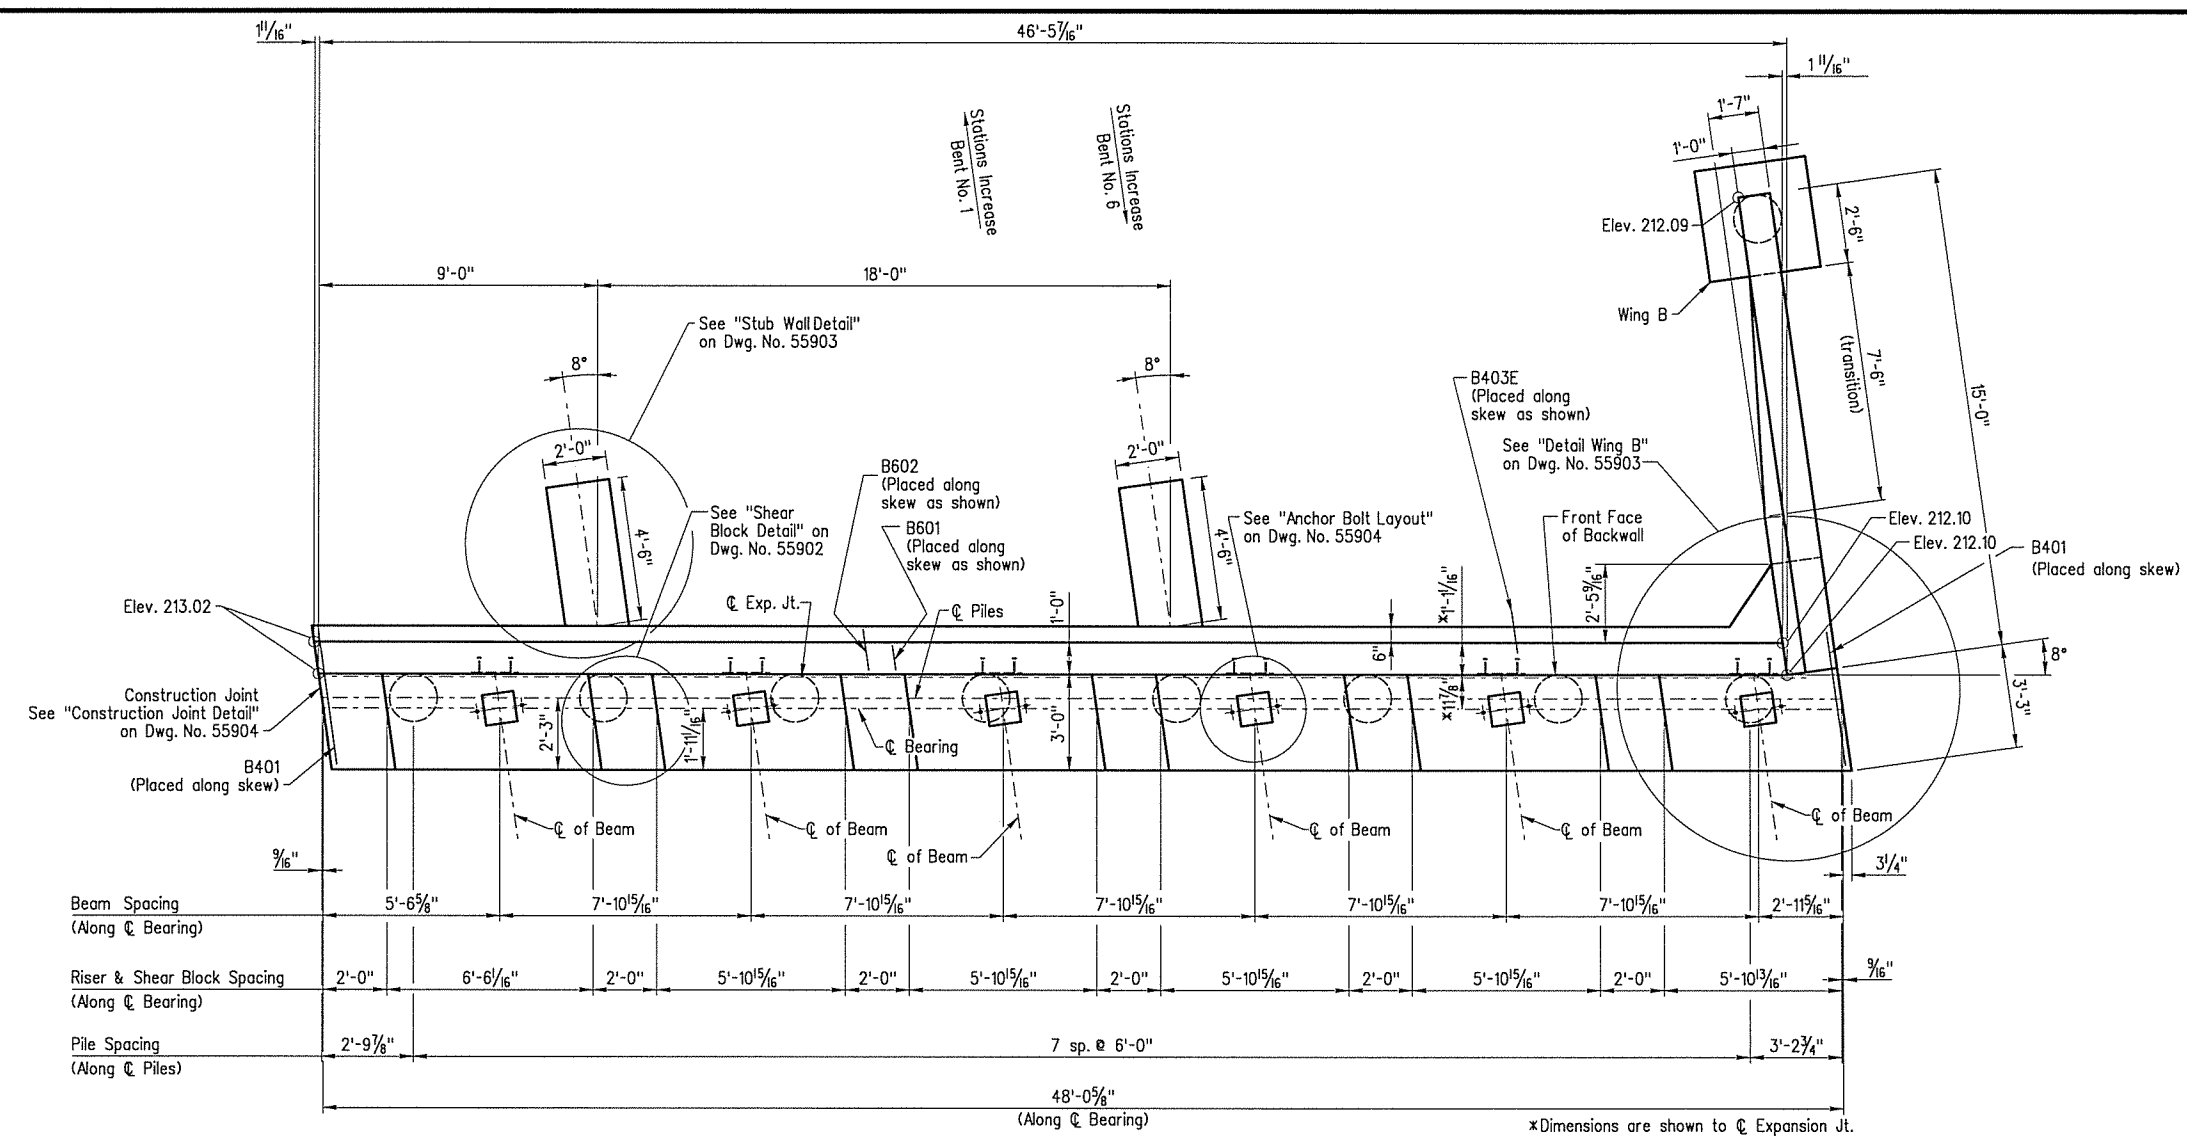 1 11/16"
46'-5 7/16"
1 11/16"
1'-7"
1'-0"
Stations Increase
Bent No. 1
Stations Increase
Bent No. 6
Elev. 212.09
2'-6"
Wing B
7'-6"
(transition)
15'-0"
9'-0"
18'-0"
See "Stub Wall Detail"
on Dwg. No. 55903
8°
8°
B403E
(Placed along
skew as shown)
See "Detail Wing B"
on Dwg. No. 55903
2'-0"
2'-0"
B602
(Placed along
skew as shown)
4'-6"
4'-6"
See "Shear
Block Detail" on
Dwg. No. 55902
B601
(Placed along
skew as shown)
See "Anchor Bolt Layout"
on Dwg. No. 55904
Front Face
of Backwall
Elev. 212.10
Elev. 212.10
B401
(Placed along skew)
Elev. 213.02
℄ Exp. Jt.
℄ Piles
1'-0"
6"
*1'-1 1/16"
2'-5 9/16"
8°
3'-3"
Construction Joint
See "Construction Joint Detail"
on Dwg. No. 55904
B401
(Placed along skew)
2'-3"
1'-11 11/16"
℄ Bearing
3'-0"
*11 7/8"
℄ of Beam
℄ of Beam
℄ of Beam
℄ of Beam
℄ of Beam
℄ of Beam
9/16"
3 1/4"
Beam Spacing
(Along ℄ Bearing)
5'-6 5/8"
7'-10 15/16"
7'-10 15/16"
7'-10 15/16"
7'-10 15/16"
7'-10 15/16"
2'-11 5/16"
Riser & Shear Block Spacing
(Along ℄ Bearing)
2'-0"
6'-6 1/16"
2'-0"
5'-10 15/16"
2'-0"
5'-10 15/16"
2'-0"
5'-10 15/16"
2'-0"
5'-10 15/16"
2'-0"
5'-10 13/16"
9/16"
Pile Spacing
(Along ℄ Piles)
2'-9 7/8"
7 sp. @ 6'-0"
3'-2 3/4"
48'-0 5/8"
(Along ℄ Bearing)
*Dimensions are shown to ℄ Expansion Jt.